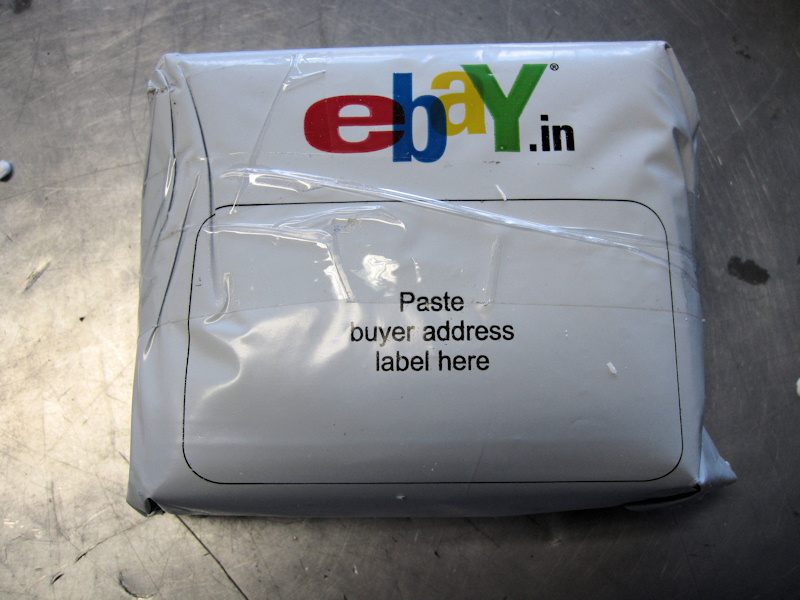 ebaY®.in
Paste
buyer address
label here